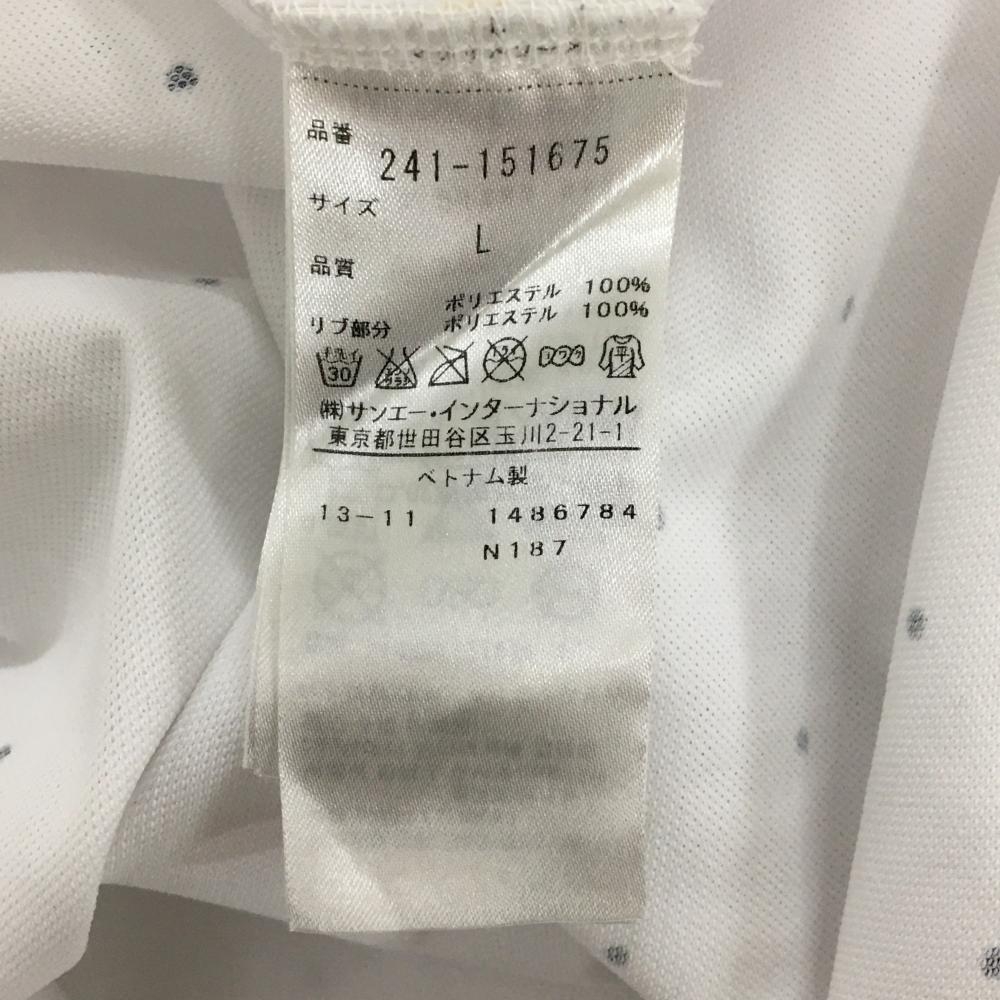 品番
241-151675
サイズ
L
品質
ポリエステル 100%
リブ部分 ポリエステル 100%
30
平
㈱サンエー・インターナショナル
東京都世田谷区玉川2-21-1
ベトナム製
13-11 1486784
N187